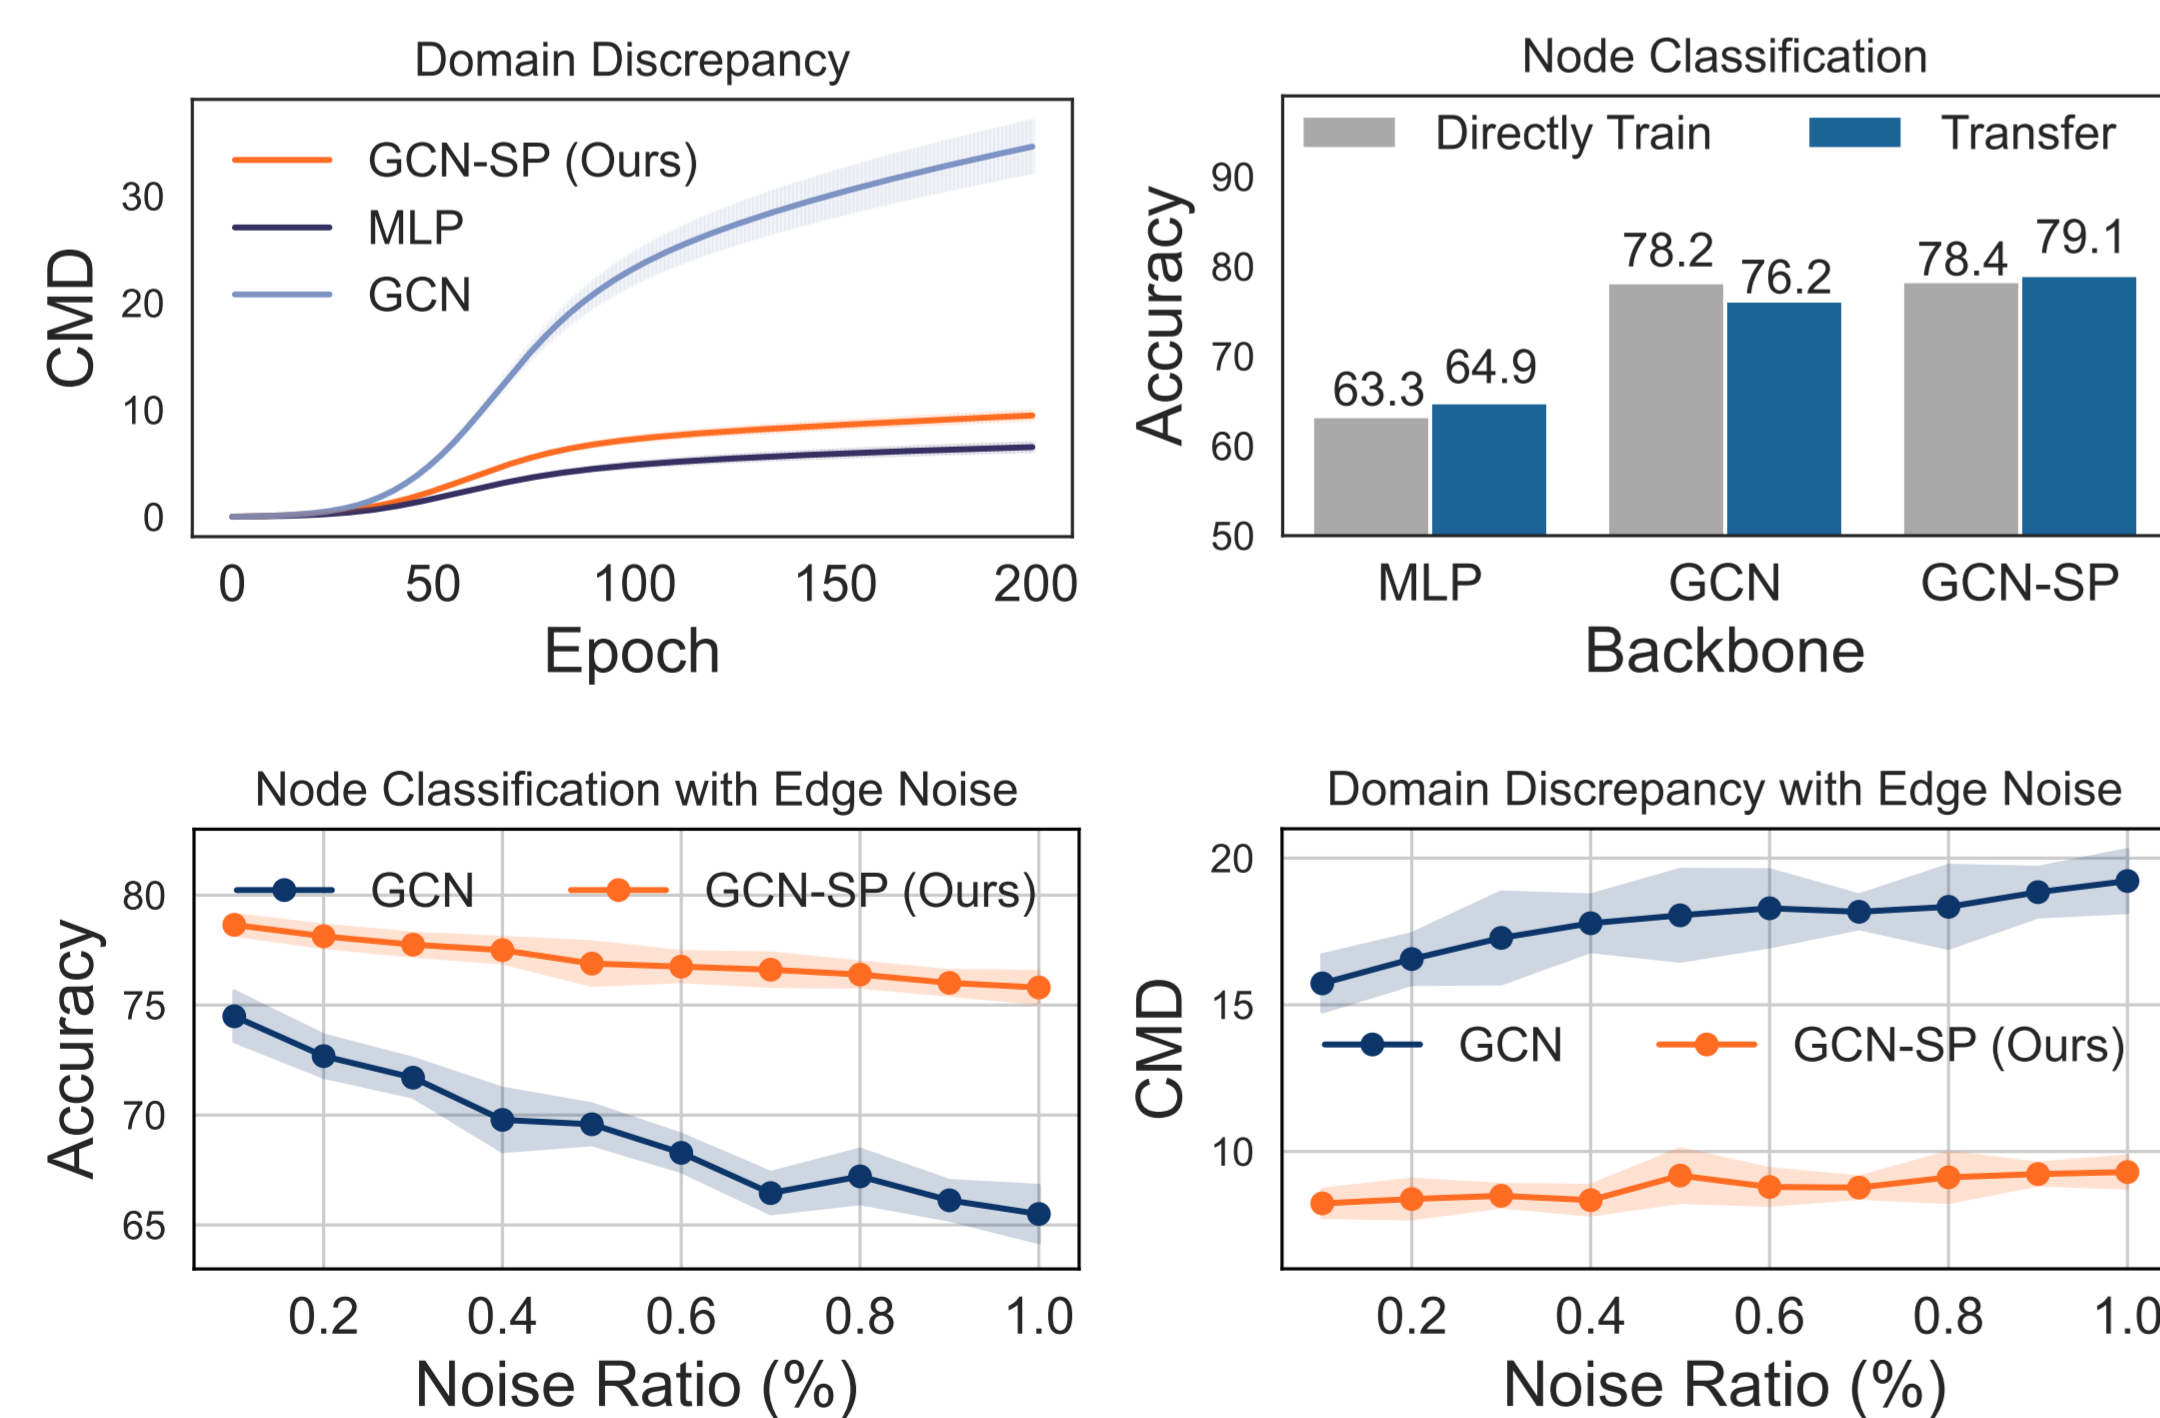 Domain Discrepancy
GCN-SP (Ours)
MLP
GCN
CMD
30
20
10
0
0 50 100 150 200
Epoch
Node Classification
Directly Train Transfer
Accuracy
90
80
70
60
50
63.3 64.9 78.2 76.2 78.4 79.1
MLP GCN GCN-SP
Backbone
Node Classification with Edge Noise
GCN GCN-SP (Ours)
Accuracy
80
75
70
65
0.2 0.4 0.6 0.8 1.0
Noise Ratio (%)
Domain Discrepancy with Edge Noise
CMD
20
15
10
GCN GCN-SP (Ours)
0.2 0.4 0.6 0.8 1.0
Noise Ratio (%)